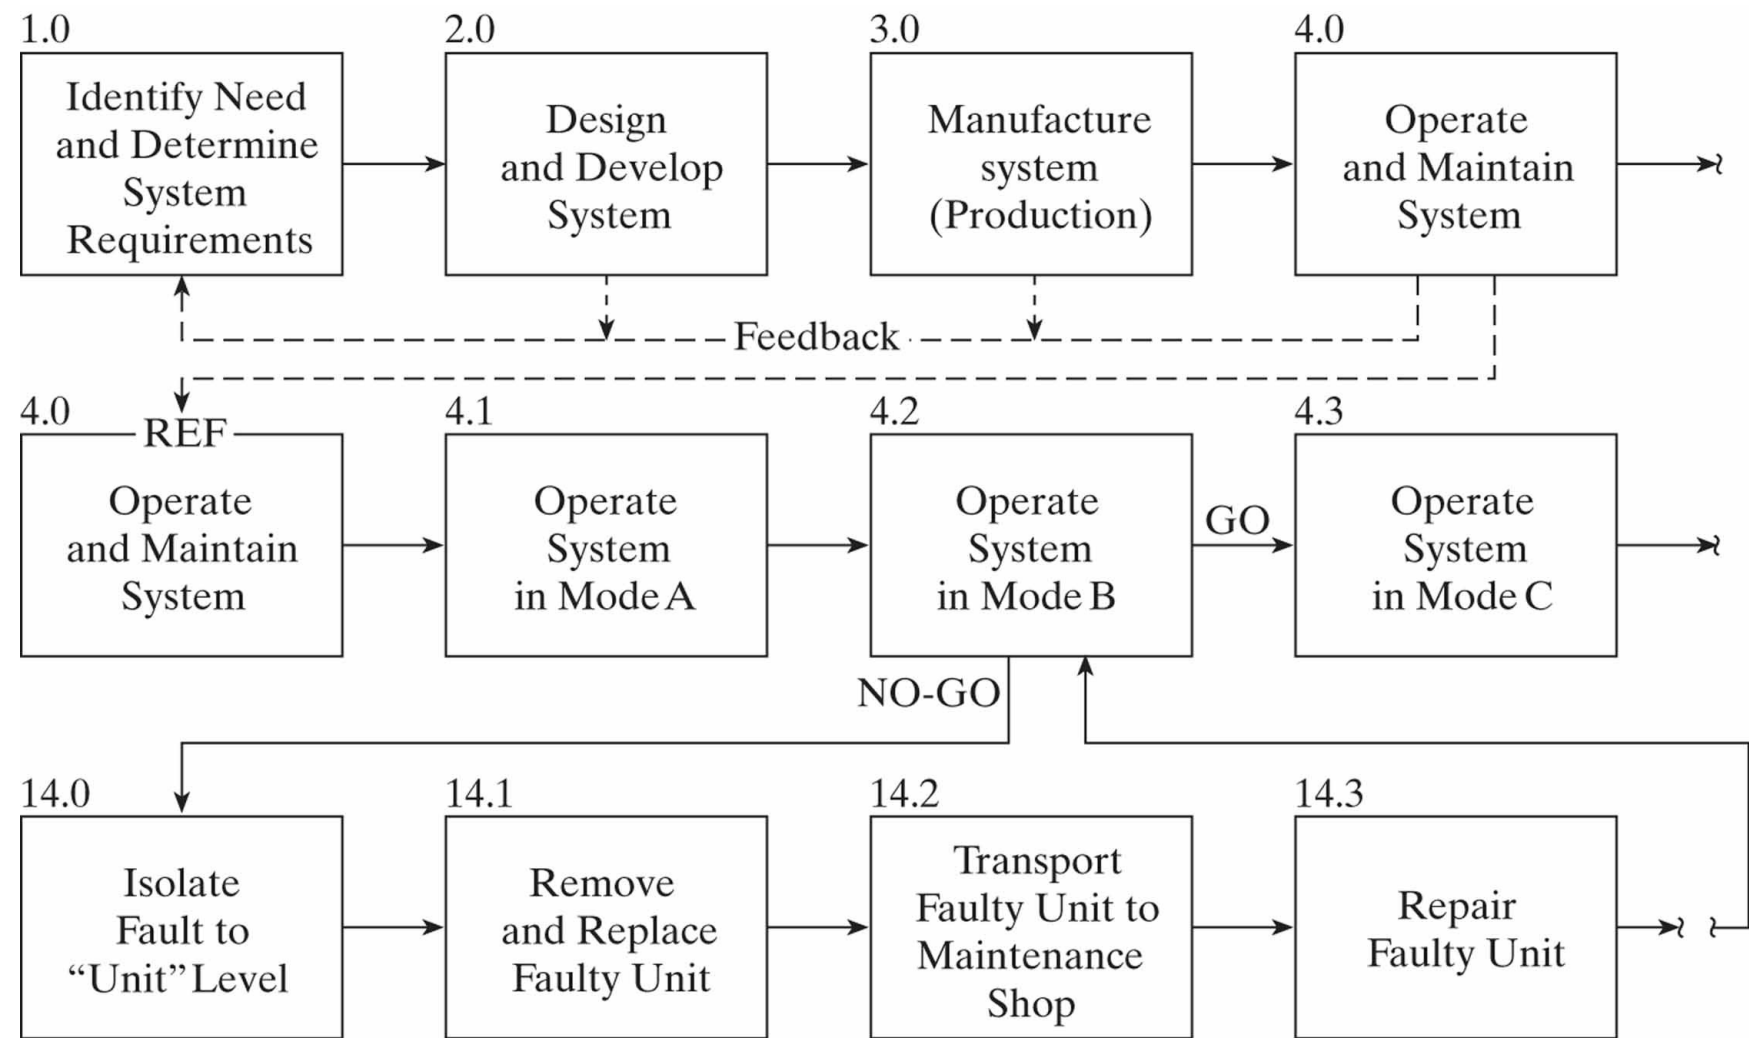 1.0
Identify Need
and Determine
System
Requirements
2.0
Design
and Develop
System
3.0
Manufacture
system
(Production)
4.0
Operate
and Maintain
System
Feedback
4.0
REF
Operate
and Maintain
System
4.1
Operate
System
in Mode A
4.2
Operate
System
in Mode B
GO
4.3
Operate
System
in Mode C
NO-GO
14.0
Isolate
Fault to
“Unit” Level
14.1
Remove
and Replace
Faulty Unit
14.2
Transport
Faulty Unit to
Maintenance
Shop
14.3
Repair
Faulty Unit